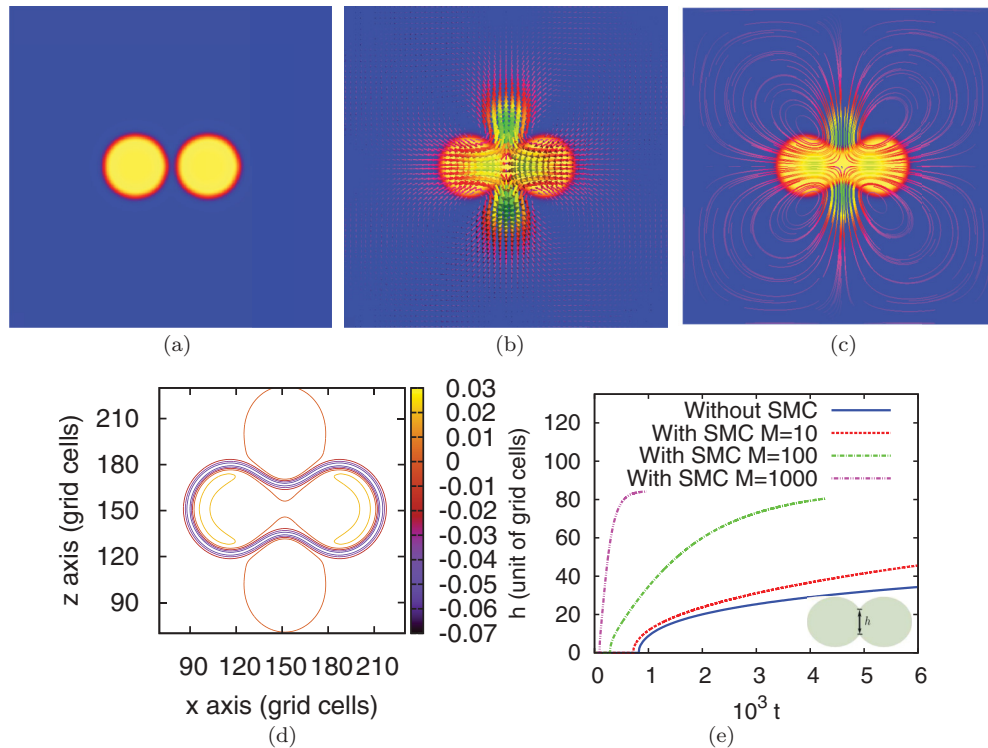 (a)
(b)
(c)
z axis (grid cells)
210
180
150
120
90
90 120 150 180 210
x axis (grid cells)
0.03
0.02
0.01
0
-0.01
-0.02
-0.03
-0.04
-0.05
-0.06
-0.07
(d)
h (unit of grid cells)
120
100
80
60
40
20
0
Without SMC
With SMC M=10
With SMC M=100
With SMC M=1000
h
0 1 2 3 4 5 6
10³ t
(e)